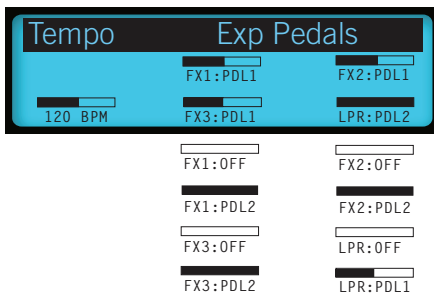 Tempo Exp Pedals
FX1:PDL1 FX2:PDL1
120 BPM FX3:PDL1 LPR:PDL2
FX1:OFF FX2:OFF
FX1:PDL2 FX2:PDL2
FX3:OFF LPR:OFF
FX3:PDL2 LPR:PDL1